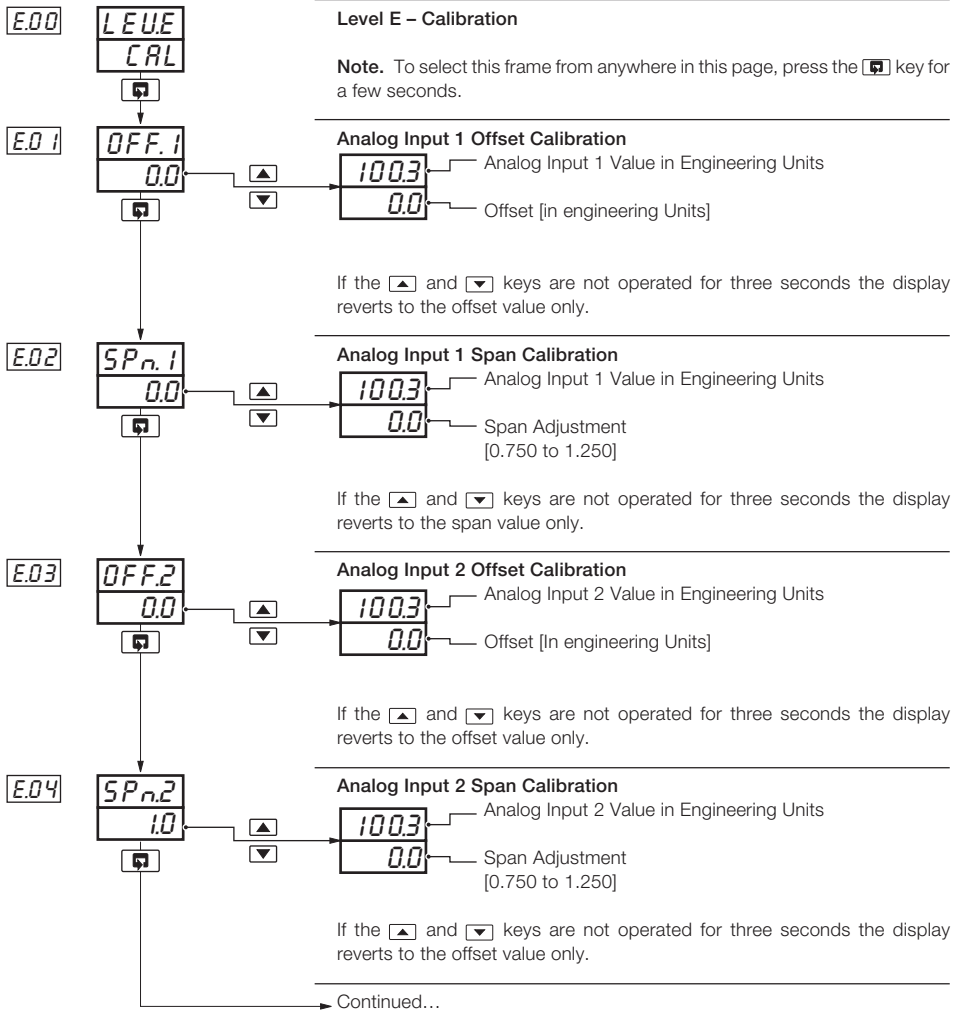 E.00
LEV.E
CAL
Level E – Calibration
Note. To select this frame from anywhere in this page, press the key for
a few seconds.
E.01
OFF.1
0.0
Analog Input 1 Offset Calibration
100.3
Analog Input 1 Value in Engineering Units
0.0
Offset [in engineering Units]
If the ▲ and ▼ keys are not operated for three seconds the display
reverts to the offset value only.
E.02
SPn.1
0.0
Analog Input 1 Span Calibration
100.3
Analog Input 1 Value in Engineering Units
0.0
Span Adjustment
[0.750 to 1.250]
If the ▲ and ▼ keys are not operated for three seconds the display
reverts to the span value only.
E.03
OFF.2
0.0
Analog Input 2 Offset Calibration
100.3
Analog Input 2 Value in Engineering Units
0.0
Offset [In engineering Units]
If the ▲ and ▼ keys are not operated for three seconds the display
reverts to the offset value only.
E.04
SPn.2
1.0
Analog Input 2 Span Calibration
100.3
Analog Input 2 Value in Engineering Units
0.0
Span Adjustment
[0.750 to 1.250]
If the ▲ and ▼ keys are not operated for three seconds the display
reverts to the offset value only.
Continued…